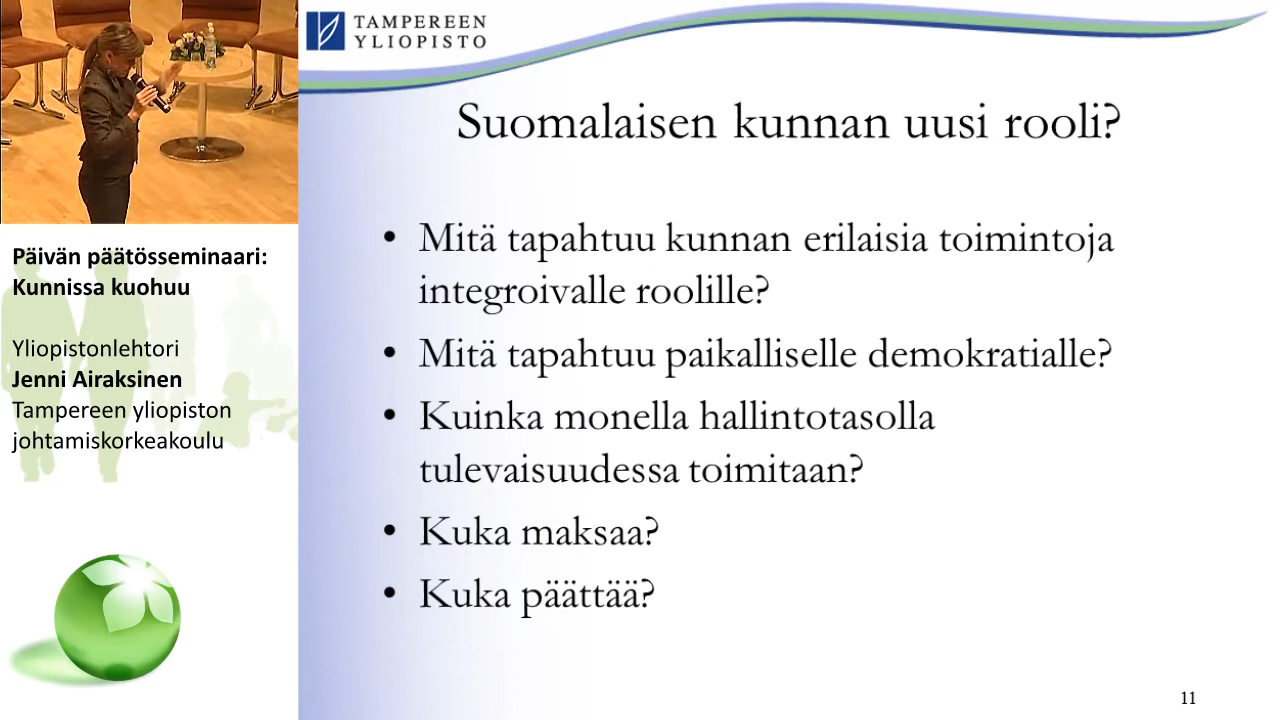 TAMPEREEN
YLIOPISTO
Suomalaisen kunnan uusi rooli?
• Mitä tapahtuu kunnan erilaisia toimintoja
integroivalle roolille?
• Mitä tapahtuu paikalliselle demokratialle?
• Kuinka monella hallintotasolla
tulevaisuudessa toimitaan?
• Kuka maksaa?
• Kuka päättää?
11
Päivän päätösseminaari:
Kunnissa kuohuu
Yliopistonlehtori
Jenni Airaksinen
Tampereen yliopiston
johtamiskorkeakoulu